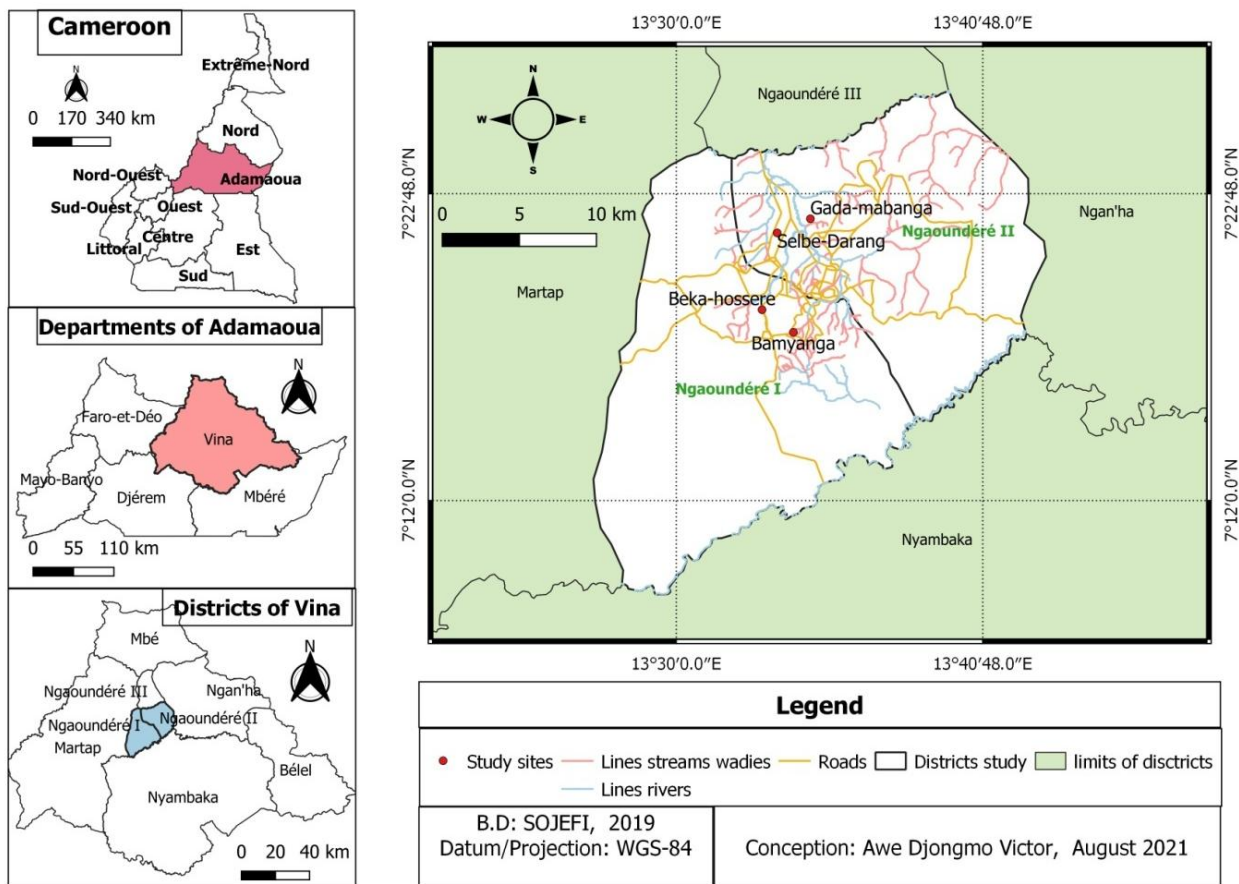 Cameroon
Extrême-Nord
N
0 170 340 km
Nord
Nord-Ouest
Adamaoua
Sud-Ouest
Ouest
Centre
Littoral
Est
Sud
Departments of Adamaoua
N
Faro-et-Déo
Vina
Mayo-Banyo
Djérem
Mbéré
0 55 110 km
Districts of Vina
Mbé
N
Ngaoundéré III
Ngan'ha
Ngaoundéré I
Ngaoundéré II
Martap
Bélel
Nyambaka
0 20 40 km
13°30'0.0"E
13°40'48.0"E
N
W
E
S
Ngaoundéré III
7°22'48.0"N
7°22'48.0"N
0 5 10 km
Gada-mabanga
Ngan'ha
Selbe-Darang
Ngaoundéré II
Martap
Beka-hossere
Bamyanga
Ngaoundéré I
7°12'0.0"N
7°12'0.0"N
Nyambaka
13°30'0.0"E
13°40'48.0"E
Legend
Study sites
Lines streams wadies
Roads
Districts study
limits of disctricts
Lines rivers
B.D: SOJEFI, 2019
Datum/Projection: WGS-84
Conception: Awe Djongmo Victor, August 2021